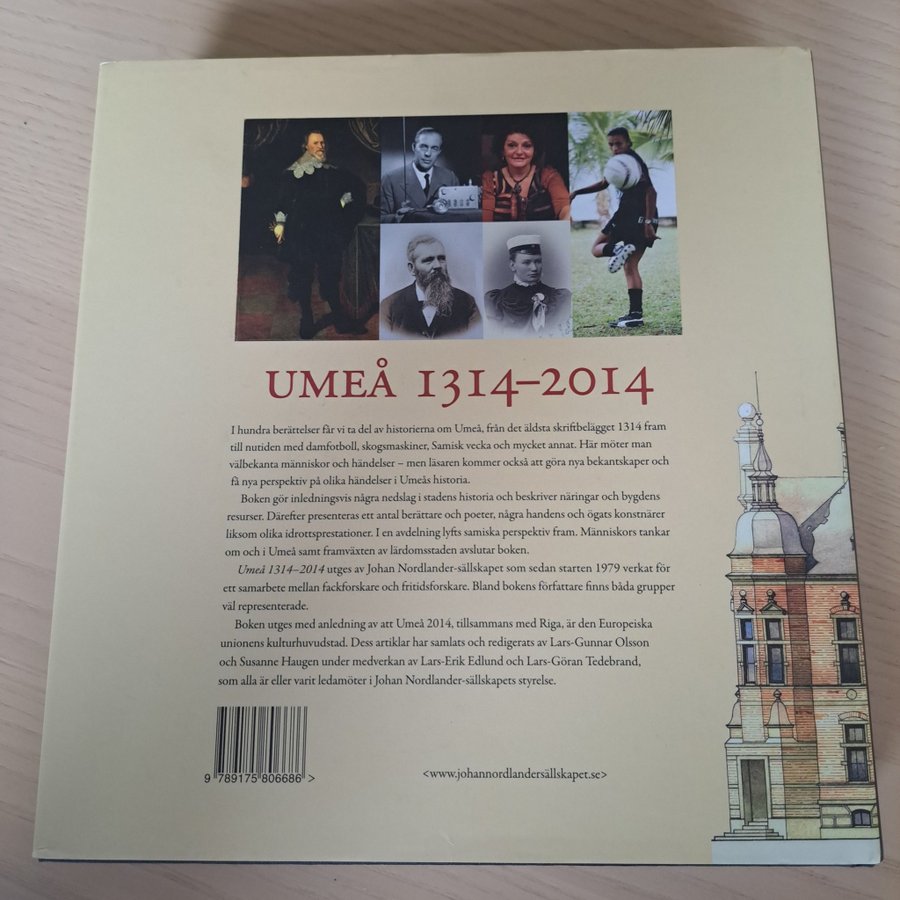 UMEÅ 1314–2014
I hundra berättelser får vi ta del av historierna om Umeå, från det äldsta skriftbelägget 1314 fram
till nutiden med damfotboll, skogsmaskiner, Samisk vecka och mycket annat. Här möter man
välbekanta människor och händelser – men läsaren kommer också att göra nya bekantskaper och
få nya perspektiv på olika händelser i Umeås historia.
Boken gör inledningsvis några nedslag i stadens historia och beskriver näringar och bygdens
resurser. Därefter presenteras ett antal berättare och poeter, några handens och ögats konstnärer
liksom olika idrottsprestationer. I en avdelning lyfts samiska perspektiv fram. Människors tankar
om och i Umeå samt framväxten av lärdomsstaden avslutar boken.
Umeå 1314–2014 utges av Johan Nordlander-sällskapet som sedan starten 1979 verkat för
ett samarbete mellan fackforskare och fritidsforskare. Bland bokens författare finns båda grupper
väl representerade.
Boken utges med anledning av att Umeå 2014, tillsammans med Riga, är den Europeiska
unionens kulturhuvudstad. Dess artiklar har samlats och redigerats av Lars-Gunnar Olsson
och Susanne Haugen under medverkan av Lars-Erik Edlund och Lars-Göran Tedebrand,
som alla är eller varit ledamöter i Johan Nordlander-sällskapets styrelse.
9 789175 806686 >
<www.johannordlandersällskapet.se>